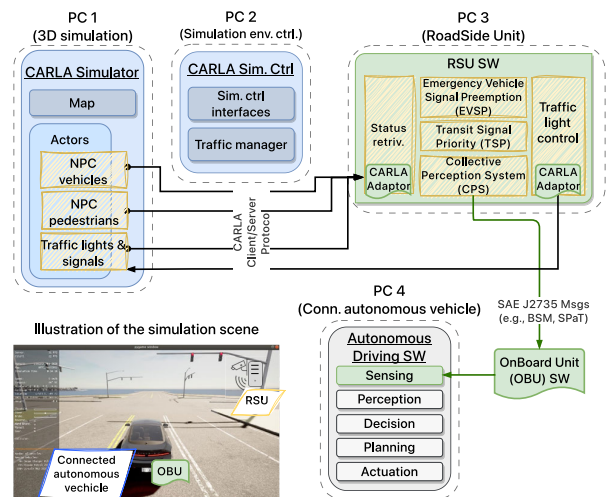 PC 1
(3D simulation)
CARLA Simulator
Map
Actors
NPC
vehicles
NPC
pedestrians
Traffic lights &
signals
PC 2
(Simulation env. ctrl.)
CARLA Sim. Ctrl
Sim. ctrl
interfaces
Traffic manager
CARLA
Client/Server
Protocol
PC 3
(RoadSide Unit)
RSU SW
Status
retriv.
CARLA
Adaptor
Emergency Vehicle
Signal Preemption
(EVSP)
Transit Signal
Priority (TSP)
Collective
Perception System
(CPS)
Traffic
light
control
CARLA
Adaptor
SAE J2735 Msgs
(e.g., BSM, SPaT)
OnBoard Unit
(OBU) SW
PC 4
(Conn. autonomous vehicle)
Autonomous
Driving SW
Sensing
Perception
Decision
Planning
Actuation
Illustration of the simulation scene
RSU
Connected
autonomous
vechicle
OBU